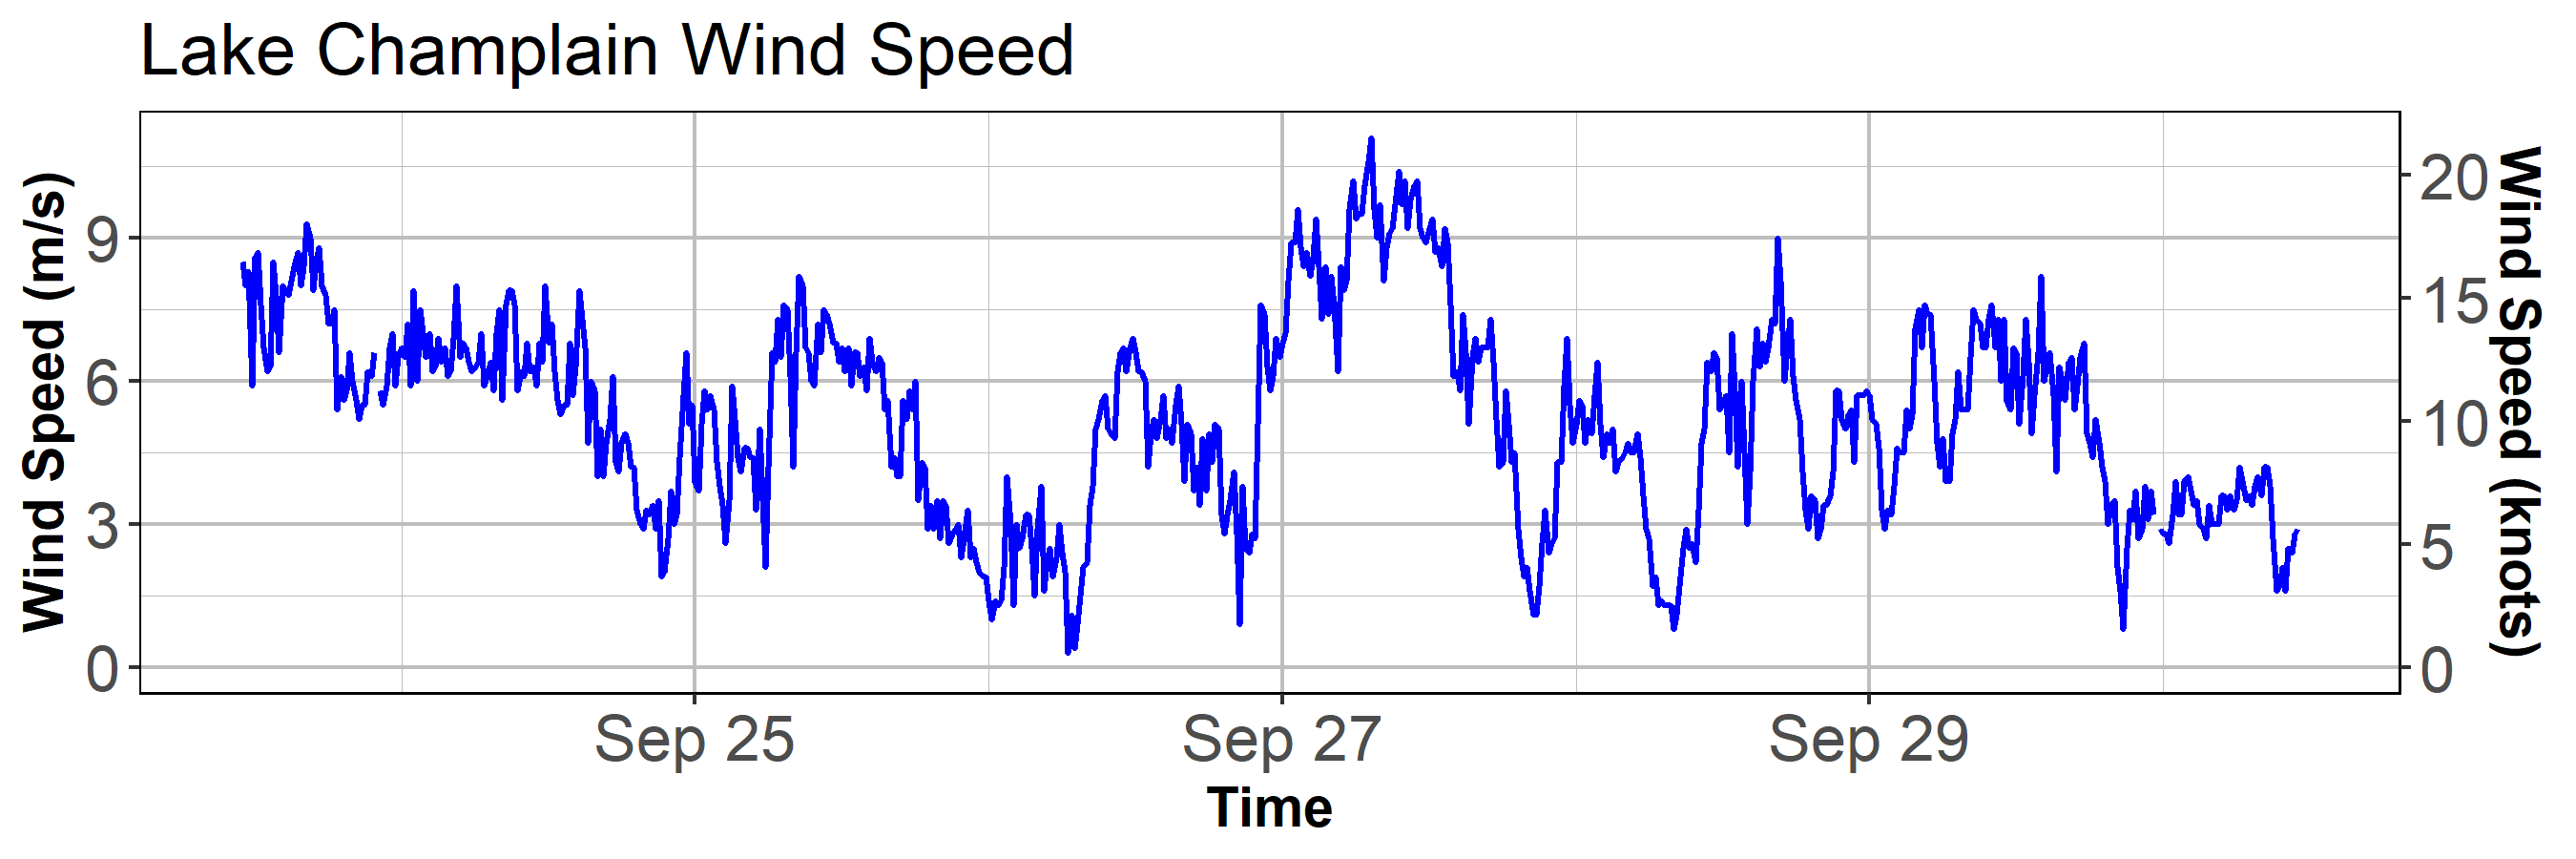 Lake Champlain Wind Speed
Wind Speed (m/s)
9
6
3
0
20
15
10
5
0
Wind Speed (knots)
Sep 25
Sep 27
Sep 29
Time